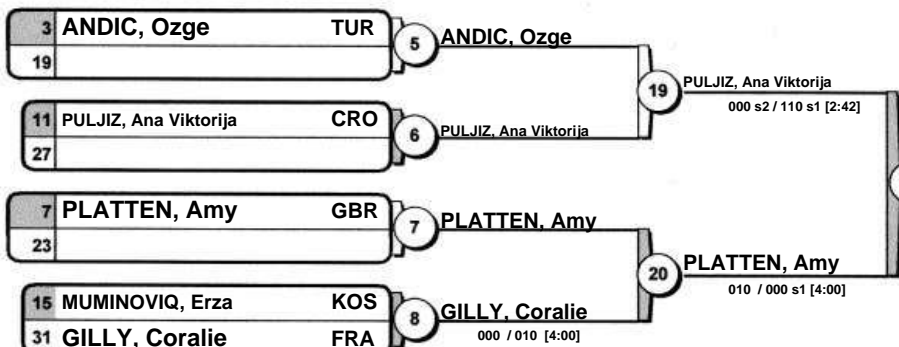 3 ANDIC, Ozge TUR
19
5 ANDIC, Ozge
11 PULJIZ, Ana Viktorija CRO
27
6 PULJIZ, Ana Viktorija
19 PULJIZ, Ana Viktorija
000 s2 / 110 s1 [2:42]
7 PLATTEN, Amy GBR
23
7 PLATTEN, Amy
15 MUMINOVIQ, Erza KOS
31 GILLY, Coralie FRA
8 GILLY, Coralie
000 / 010 [4:00]
20 PLATTEN, Amy
010 / 000 s1 [4:00]